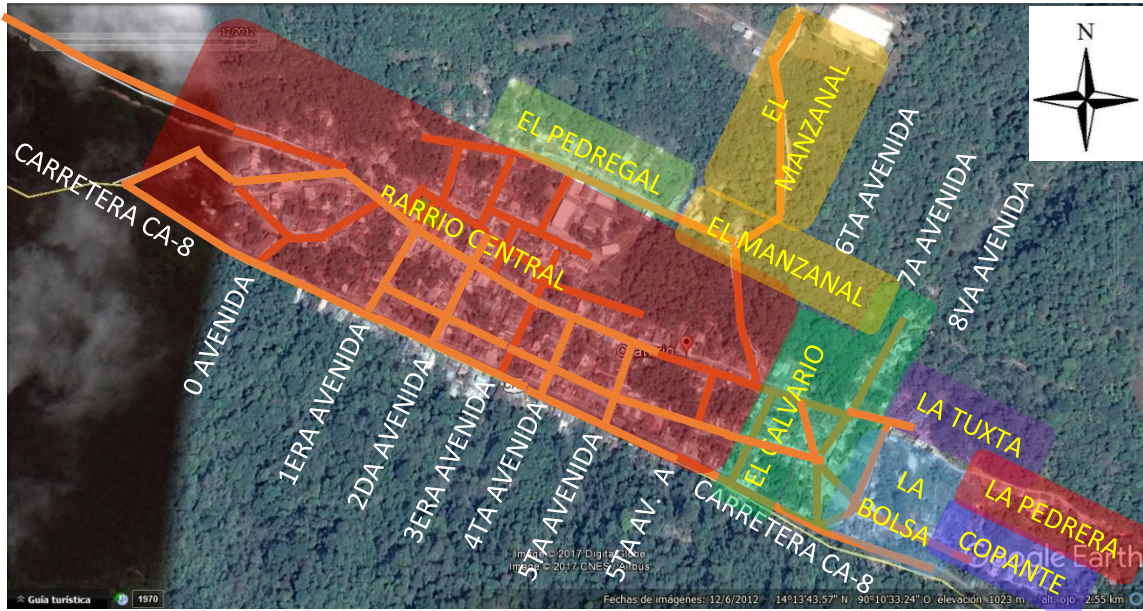 12/2012
N
EL
MANZANAL
EL PEDREGAL
6TA AVENIDA
7A AVENIDA
8VA AVENIDA
CARRETERA CA-8
BARRIO CENTRAL
EL MANZANAL
0 AVENIDA
1ERA AVENIDA
2DA AVENIDA
3ERA AVENIDA
4TA AVENIDA
5TA AVENIDA
5TA AV. A
Oratorio
EL CALVARIO
LA TUXTA
LA
BOLSA
LA PEDRERA
COPANTE
CARRETERA CA-8
Image © 2017 DigitalGlobe
Image © 2017 CNES / Airbus
Google Earth
Guía turística
1970
Fechas de imágenes: 12/6/2012 14°13'43.57" N 90°10'33.24" O elevación 1023 m alt. ojo 2.55 km